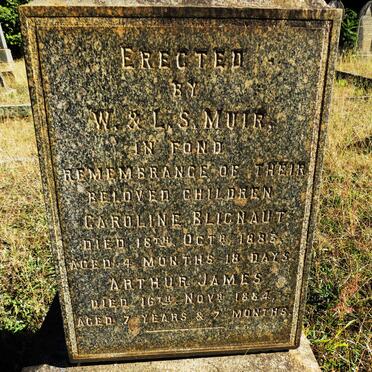 ERECTED
BY
W. & L. S. MUIR,
IN FOND
REMEMBRANCE OF THEIR
BELOVED CHILDREN
CAROLINE BLIGNAUT
DIED 18TH OCTR 1885,
AGED 4 MONTHS 18 DAYS.
ARTHUR JAMES
DIED 16TH NOVR 1884,
AGED 7 YEARS & 7 MONTHS